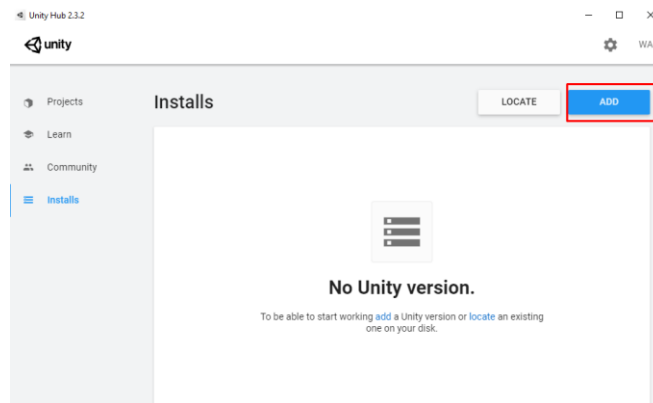 Unity Hub 2.3.2
unity
WA
Projects
Installs
LOCATE
ADD
Learn
Community
Installs
No Unity version.
To be able to start working add a Unity version or locate an existing
one on your disk.